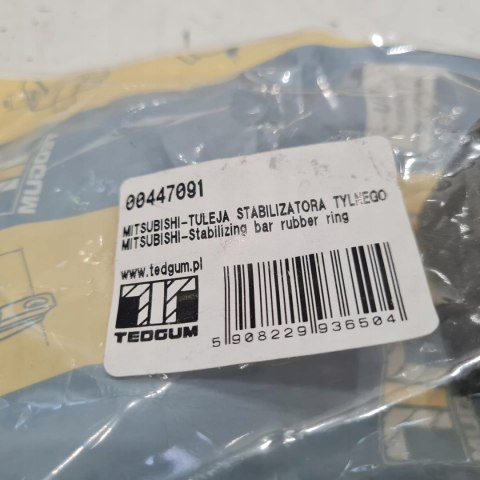 00447091
MITSUBISHI-TULEJA STABILIZATORA TYLNEGO
MITSUBISHI-Stabilizing bar rubber ring
www.tedgum.pl
TEDGUM
5 908229 936504